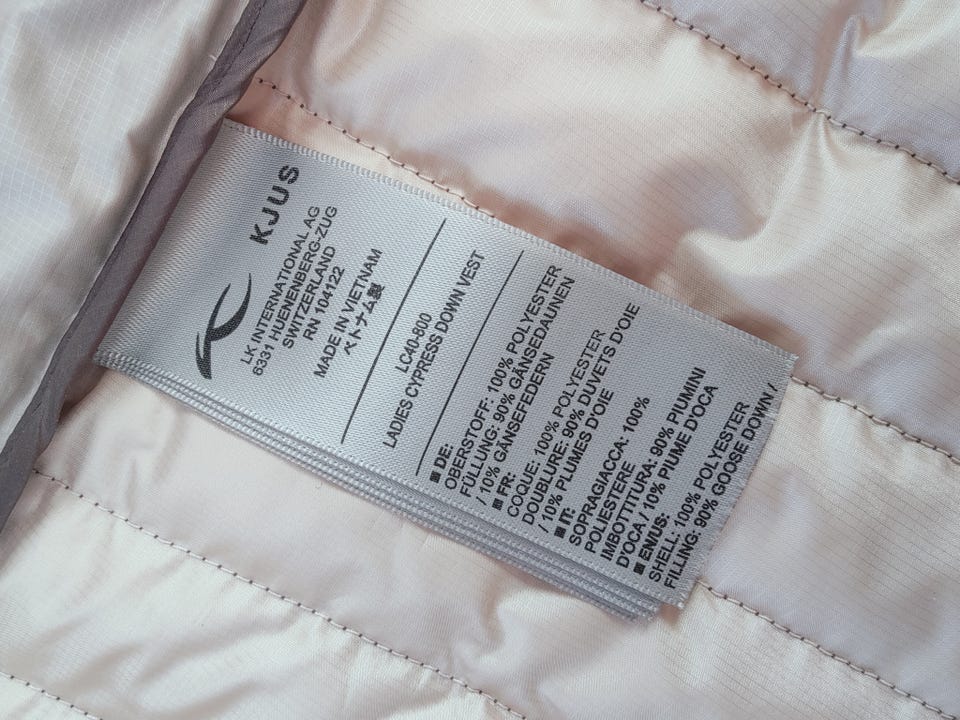 KJUS
LK INTERNATIONAL AG
6331 HUENENBERG-ZUG
SWITZERLAND
RN 104122
MADE IN VIETNAM
ベトナム製
LC40-800
LADIES CYPRESS DOWN VEST
■ DE:
OBERSTOFF: 100% POLYESTER
FÜLLUNG: 90% GÄNSEDAUNEN
/ 10% GÄNSEFEDERN
■ FR:
COQUE: 100% POLYESTER
DOUBLURE: 90% DUVETS D'OIE
/ 10% PLUMES D'OIE
■ IT:
SOPRAGIACCA: 100%
POLIESTERE
IMBOTTITURA: 90% PIUMINI
D'OCA / 10% PIUME D'OCA
■ EN/US:
SHELL: 100% POLYESTER
FILLING: 90% GOOSE DOWN /